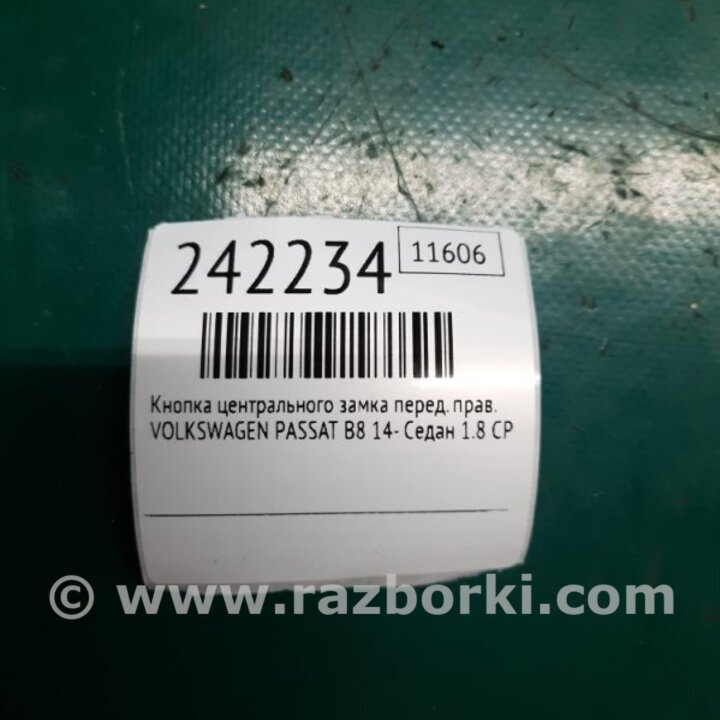 242234
11606
Кнопка центрального замка перед. прав.
VOLKSWAGEN PASSAT B8 14- Седан 1.8 CP
© www.razborki.com